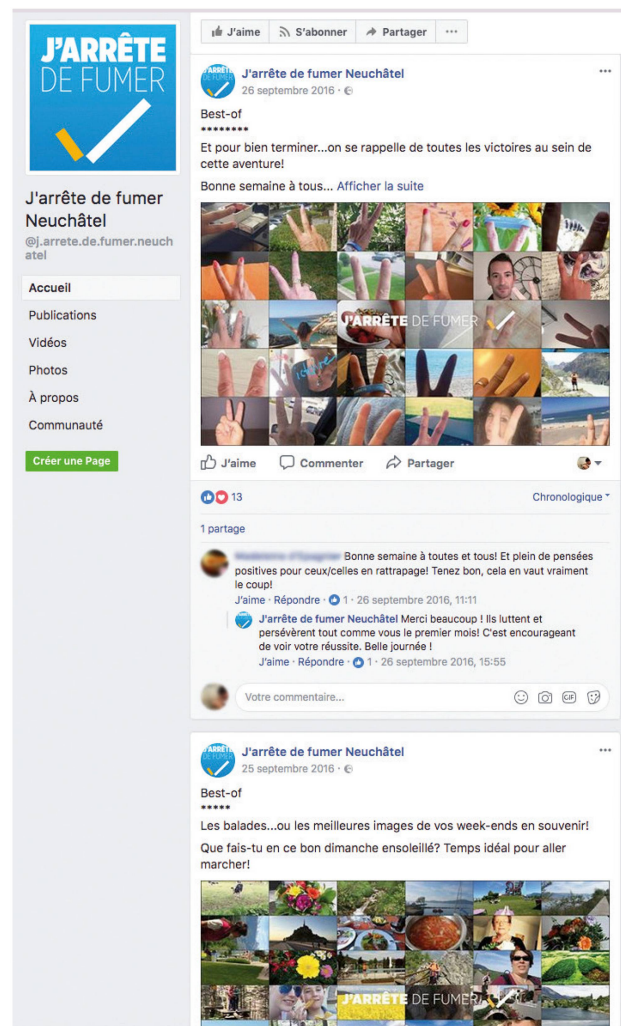 J'ARRÊTE
DE FUMER
J'arrête de fumer
Neuchâtel
@j.arrete.de.fumer.neuch
atel
Accueil
Publications
Vidéos
Photos
À propos
Communauté
Créer une Page
J'aime S'abonner Partager ...
J'arrête de fumer Neuchâtel
26 septembre 2016 ·
Best-of
********
Et pour bien terminer...on se rappelle de toutes les victoires au sein de
cette aventure!
Bonne semaine à tous... Afficher la suite
J'ARRÊTE DE FUMER
J'aime Commenter Partager
13 Chronologique
1 partage
Bonne semaine à toutes et tous! Et plein de pensées
positives pour ceux/celles en rattrapage! Tenez bon, cela en vaut vraiment
le coup!
J'aime · Répondre · 1 · 26 septembre 2016, 11:11
J'arrête de fumer Neuchâtel Merci beaucoup ! Ils luttent et
persévèrent tout comme vous le premier mois! C'est encourageant
de voir votre réussite. Belle journée !
J'aime · Répondre · 1 · 26 septembre 2016, 15:55
Votre commentaire... GIF
J'arrête de fumer Neuchâtel
25 septembre 2016 ·
Best-of
*****
Les balades...ou les meilleures images de vos week-ends en souvenir!
Que fais-tu en ce bon dimanche ensoleillé? Temps idéal pour aller
marcher!
J'ARRÊTE DE FUMER